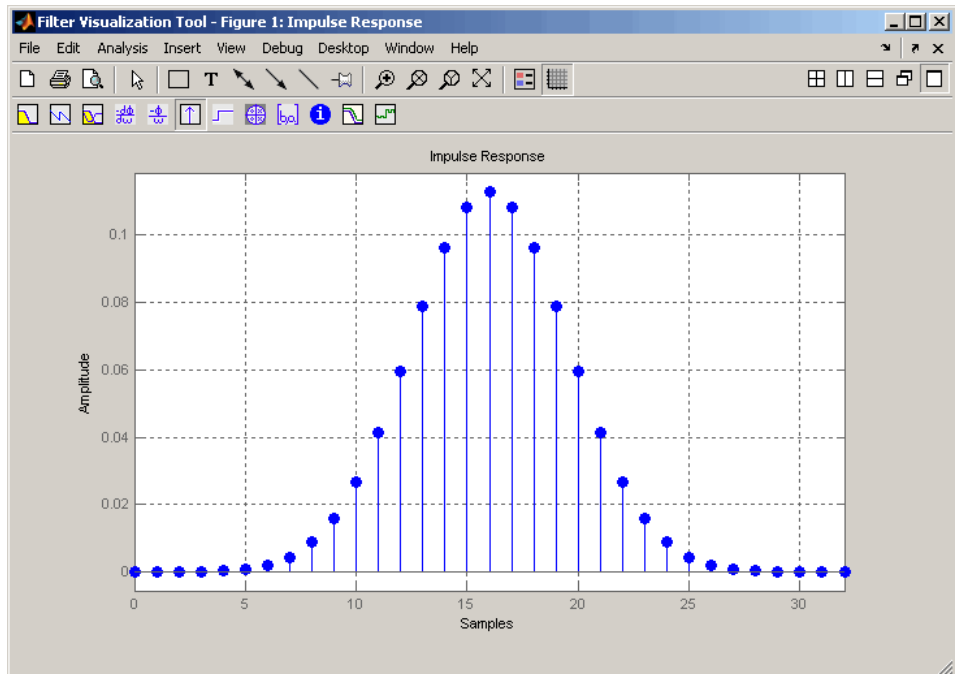 Filter Visualization Tool - Figure 1: Impulse Response
File Edit Analysis Insert View Debug Desktop Window Help
T
[b,a]
i
Impulse Response
0.1
0.08
0.06
0.04
0.02
0
Amplitude
0 5 10 15 20 25 30
Samples